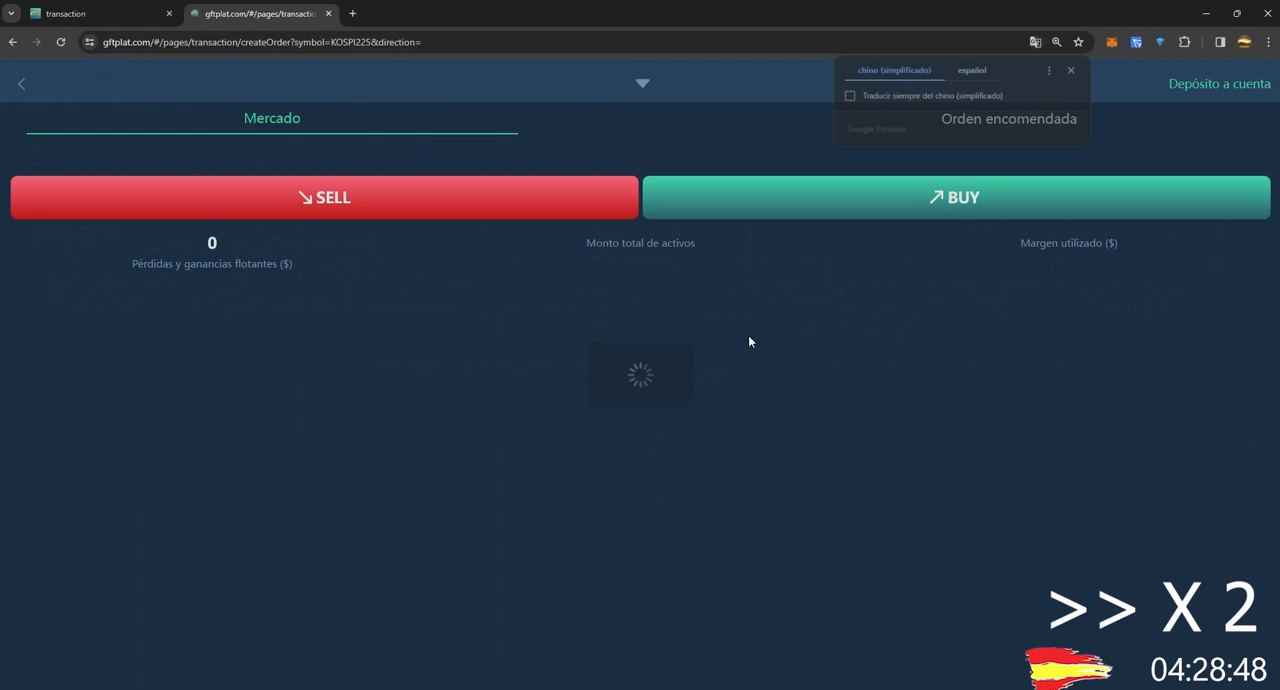 transaction
gftplat.com/#/pages/transactio
gftplat.com/#/pages/transaction/createOrder?symbol=KOSPI225&direction=
chino (simplificado)
español
Depósito a cuenta
Traducir siempre del chino (simplificado)
Mercado
Orden encomendada
Google Translate
SELL
BUY
0
Monto total de activos
Margen utilizado ($)
Pérdidas y ganancias flotantes ($)
>> X 2
04:28:48